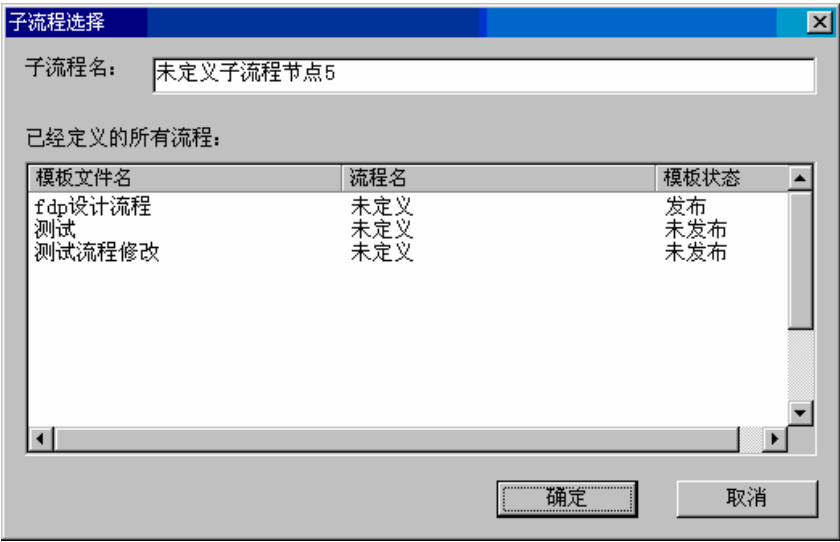 子流程选择
子流程名： 未定义子流程节点5
已经定义的所有流程：
模板文件名 流程名 模板状态
fdp设计流程 未定义 发布
测试 未定义 未发布
测试流程修改 未定义 未发布
确定 取消